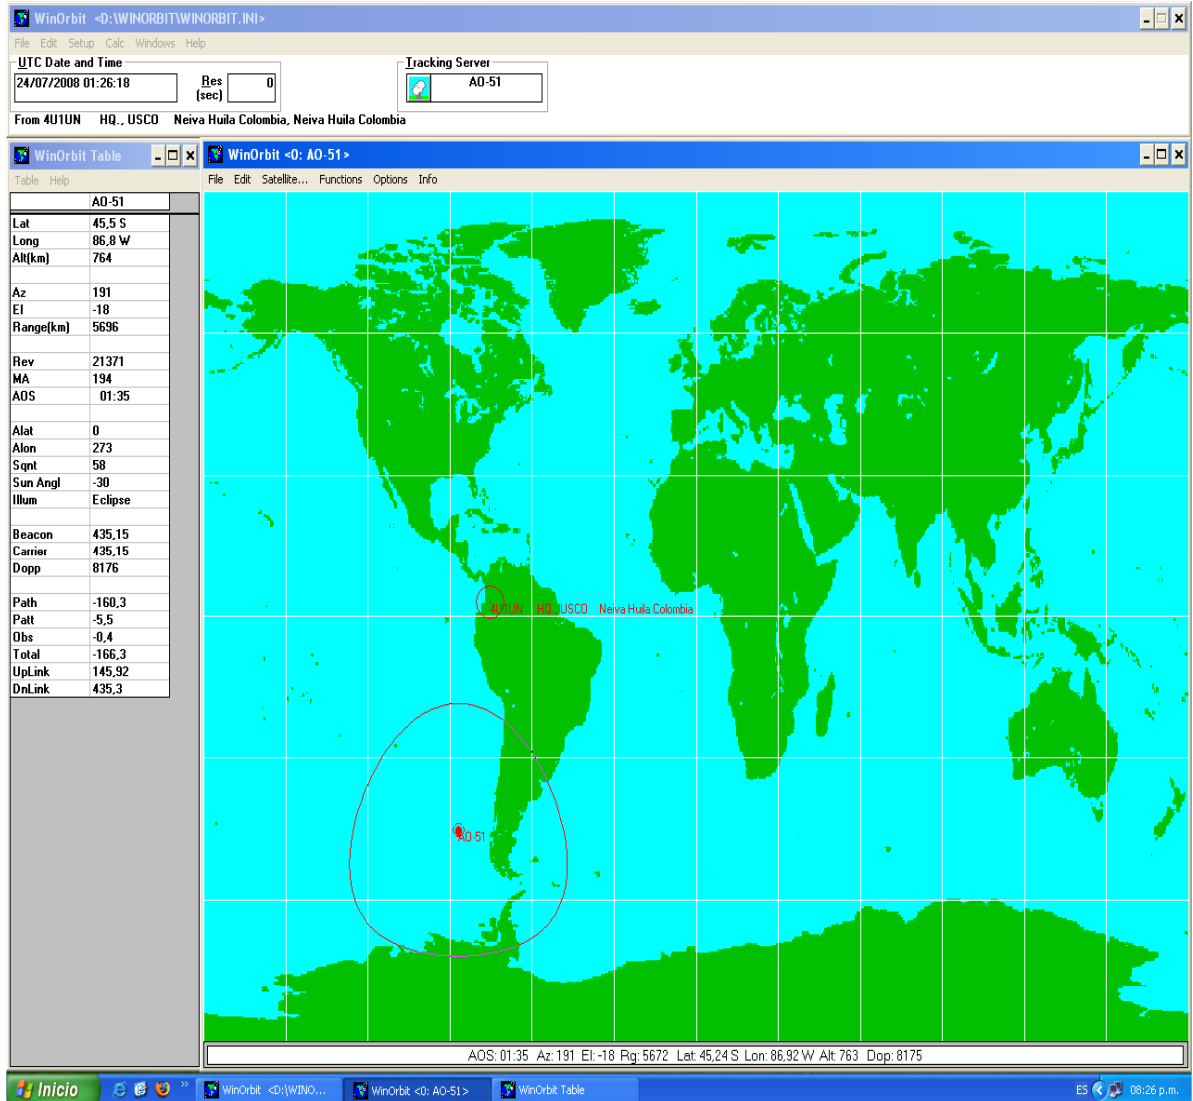 WinOrbit <D:\WINORBIT\WINORBIT.INI>
File Edit Setup Calc Windows Help
UTC Date and Time
24/07/2008 01:26:18
Res (sec) 0
Tracking Server
AO-51
From 4U1UN HQ., USCO Neiva Huila Colombia, Neiva Huila Colombia
WinOrbit Table
Table Help
AO-51
Lat 45,5 S
Long 86,8 W
Alt(km) 764
Az 191
El -18
Range(km) 5696
Rev 21371
MA 194
AOS 01:35
Alat 0
Alon 273
Sqnt 58
Sun Angl -30
Illum Eclipse
Beacon 435,15
Carrier 435,15
Dopp 8176
Path -160,3
Patt -5,5
Obs -0,4
Total -166,3
UpLink 145,92
DnLink 435,3
WinOrbit <0: AO-51>
File Edit Satellite... Functions Options Info
4U1UN HQ., USCO Neiva Huila Colombia
AO-51
AOS: 01:35 Az: 191 El: -18 Rg: 5672 Lat: 45,24 S Lon: 86,92 W Alt: 763 Dop: 8175
Inicio
WinOrbit <D:\WINO...
WinOrbit <0: AO-51>
WinOrbit Table
ES
08:26 p.m.